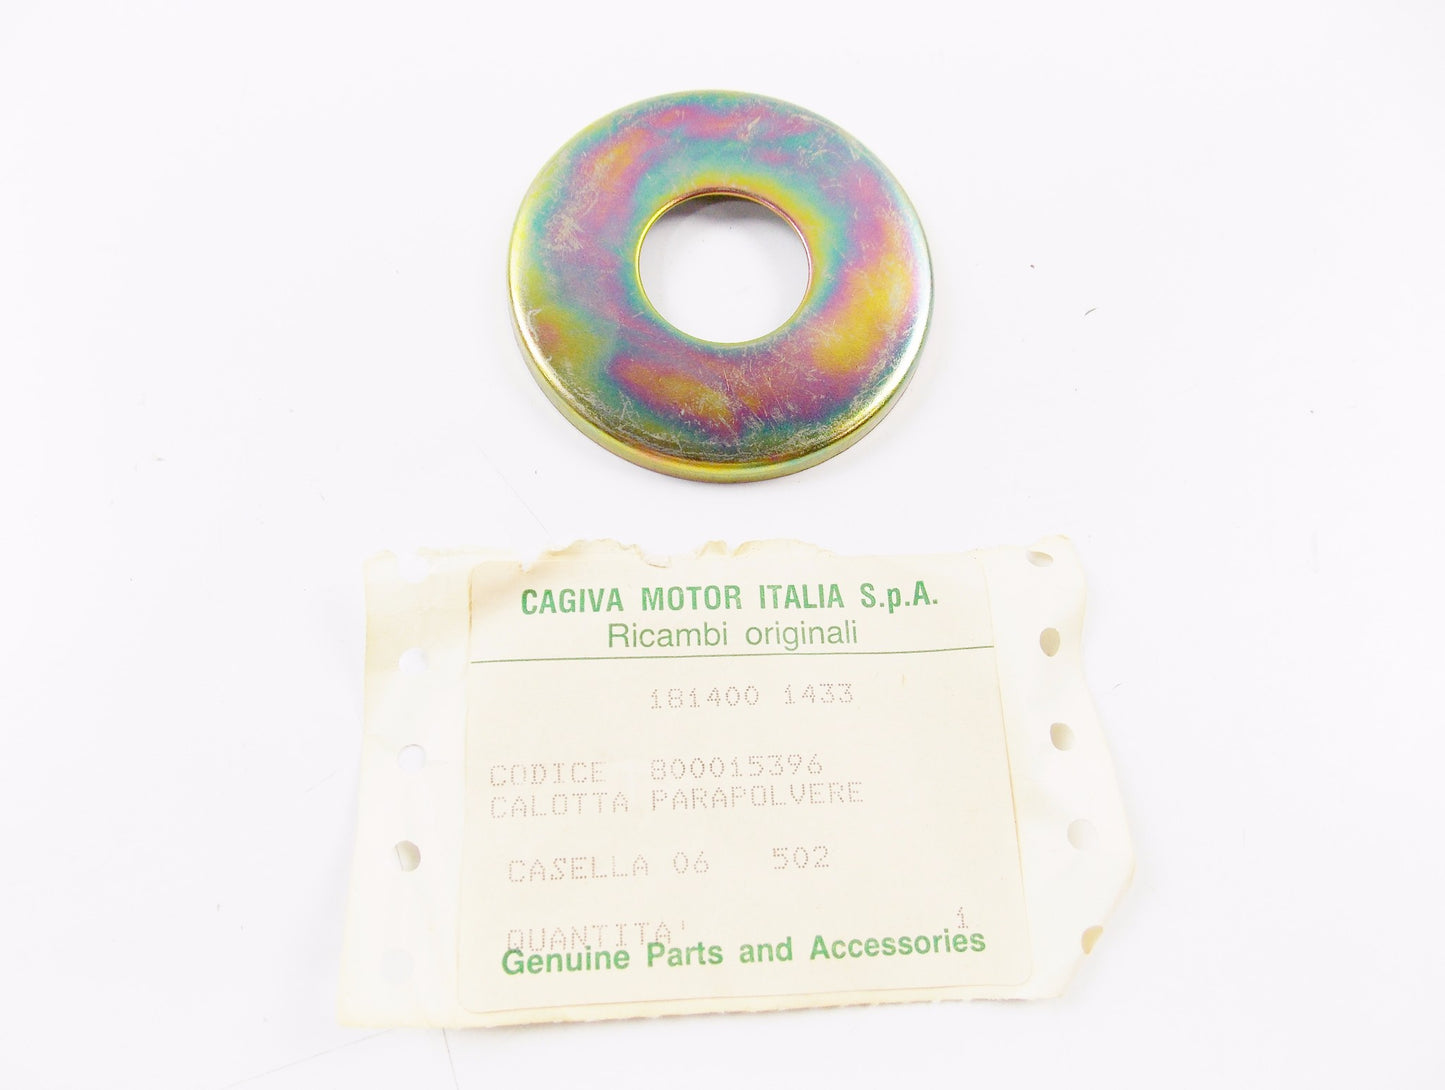 CAGIVA MOTOR ITALIA S.p.A.
Ricambi originali
181400 1433
CODICE 800015396
CALOTTA PARAPOLVERE
CASELLA 06 502
QUANTITA' 1
Genuine Parts and Accessories